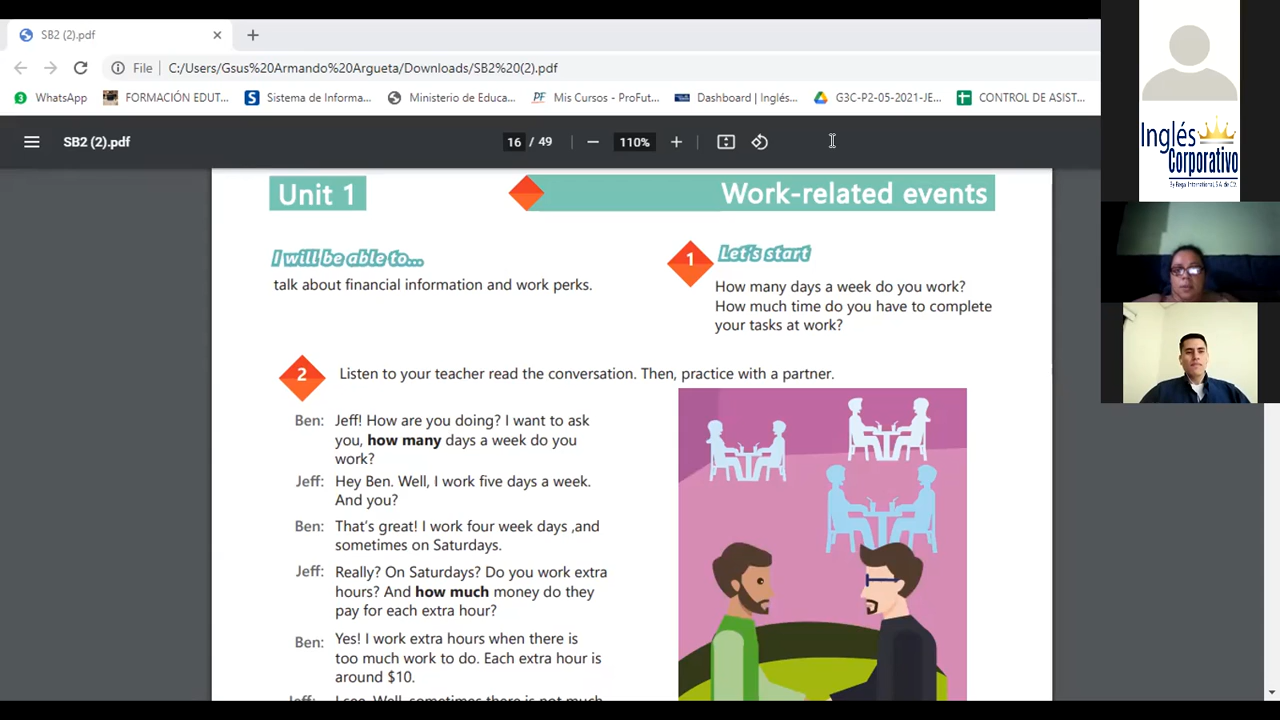 SB2 (2).pdf
File C:/Users/Gsus%20Armando%20Argueta/Downloads/SB2%20(2).pdf
WhatsApp FORMACIÓN EDUT... Sistema de Informa... Ministerio de Educa... Mis Cursos - ProFut... Dashboard | Inglés... G3C-P2-05-2021-JE... CONTROL DE ASIST...
SB2 (2).pdf 16 / 49 110%
Unit 1 Work-related events
I will be able to...
talk about financial information and work perks.
1 Let's start
How many days a week do you work?
How much time do you have to complete
your tasks at work?
2 Listen to your teacher read the conversation. Then, practice with a partner.
Ben: Jeff! How are you doing? I want to ask
you, how many days a week do you
work?
Jeff: Hey Ben. Well, I work five days a week.
And you?
Ben: That's great! I work four week days ,and
sometimes on Saturdays.
Jeff: Really? On Saturdays? Do you work extra
hours? And how much money do they
pay for each extra hour?
Ben: Yes! I work extra hours when there is
too much work to do. Each extra hour is
around $10.
Jeff: I see. Well, sometimes there is not much
Inglés
Corporativo